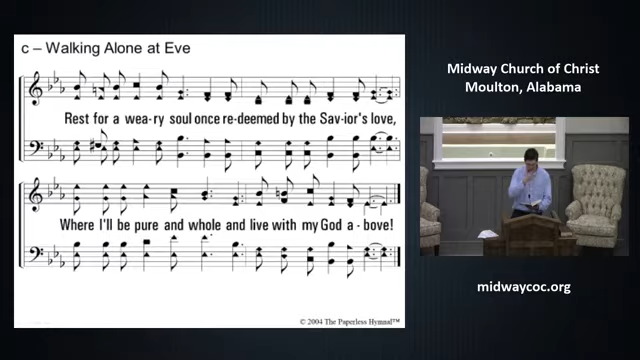 c – Walking Alone at Eve
Rest for a wea-ry soul once re-deemed by the Sav-ior's love,
Where I'll be pure and whole and live with my God a - bove!
© 2004 The Paperless Hymnal™
Midway Church of Christ
Moulton, Alabama
midwaycoc.org